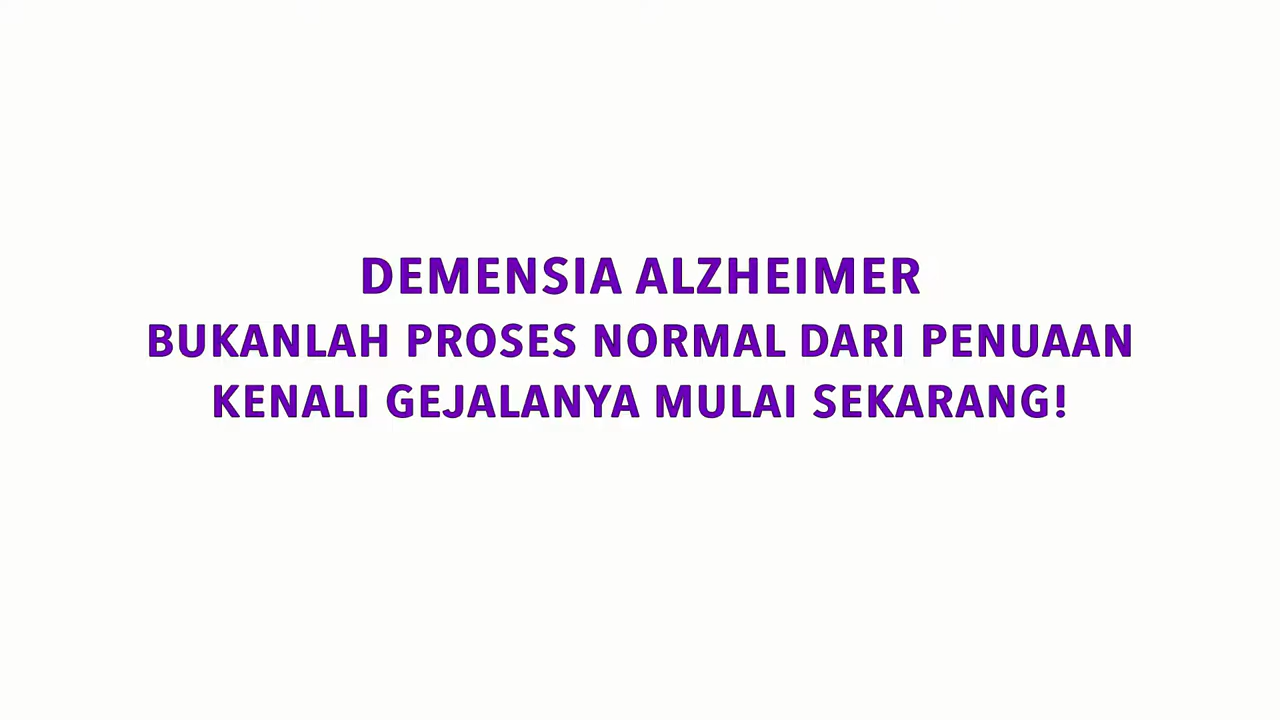 DEMENSIA ALZHEIMER
BUKANLAH PROSES NORMAL DARI PENUAAN
KENALI GEJALANYA MULAI SEKARANG!